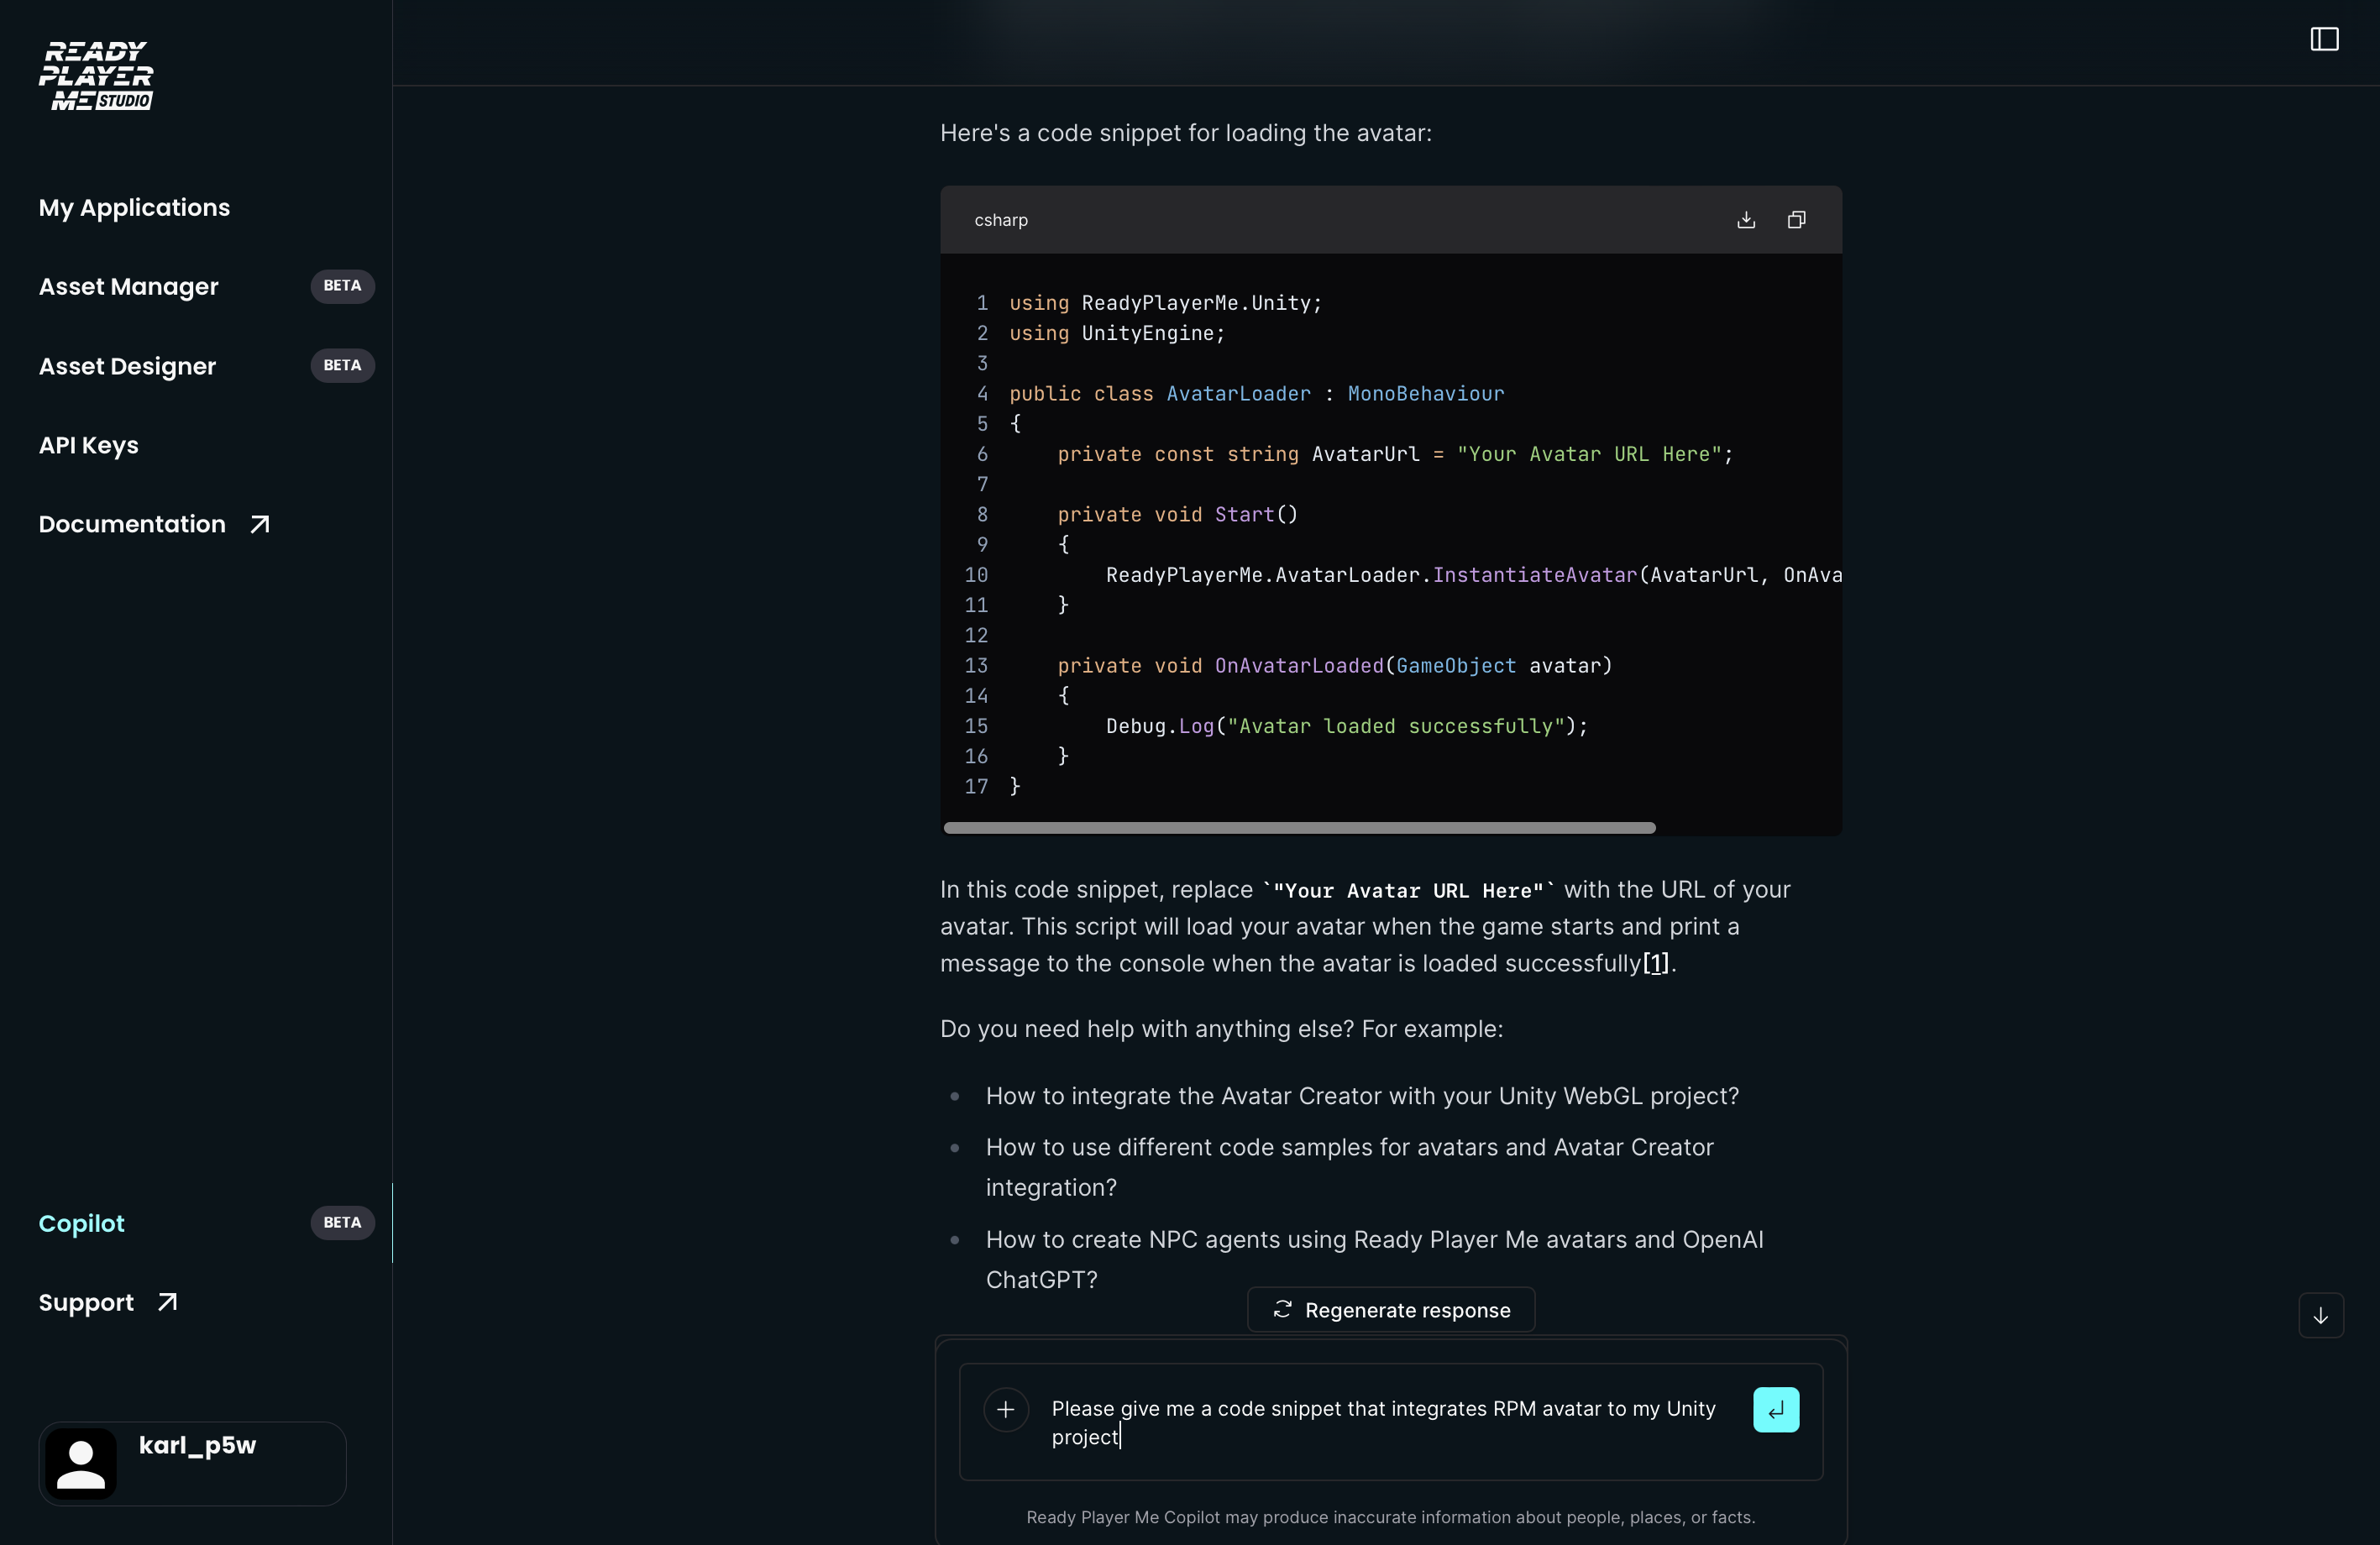 READY
PLAYER
ME STUDIO
My Applications
Asset Manager BETA
Asset Designer BETA
API Keys
Documentation
Copilot BETA
Support
karl_p5w
Here's a code snippet for loading the avatar:
csharp
1 using ReadyPlayerMe.Unity;
2 using UnityEngine;
3
4 public class AvatarLoader : MonoBehaviour
5 {
6     private const string AvatarUrl = "Your Avatar URL Here";
7
8     private void Start()
9     {
10         ReadyPlayerMe.AvatarLoader.InstantiateAvatar(AvatarUrl, OnAva
11     }
12
13     private void OnAvatarLoaded(GameObject avatar)
14     {
15         Debug.Log("Avatar loaded successfully");
16     }
17 }
In this code snippet, replace `"Your Avatar URL Here"` with the URL of your
avatar. This script will load your avatar when the game starts and print a
message to the console when the avatar is loaded successfully[1].
Do you need help with anything else? For example:
• How to integrate the Avatar Creator with your Unity WebGL project?
• How to use different code samples for avatars and Avatar Creator
integration?
• How to create NPC agents using Ready Player Me avatars and OpenAI
ChatGPT?
Regenerate response
Please give me a code snippet that integrates RPM avatar to my Unity
project
Ready Player Me Copilot may produce inaccurate information about people, places, or facts.